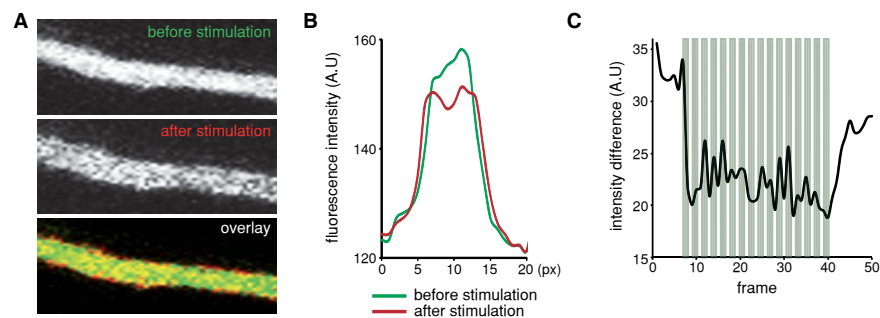 A
before stimulation
after stimulation
overlay
B
fluorescence intensity (A.U)
160
140
120
0 5 10 15 20 (px)
before stimulation
after stimulation
C
intensity difference (A.U)
35
30
25
20
15
0 10 20 30 40 50
frame